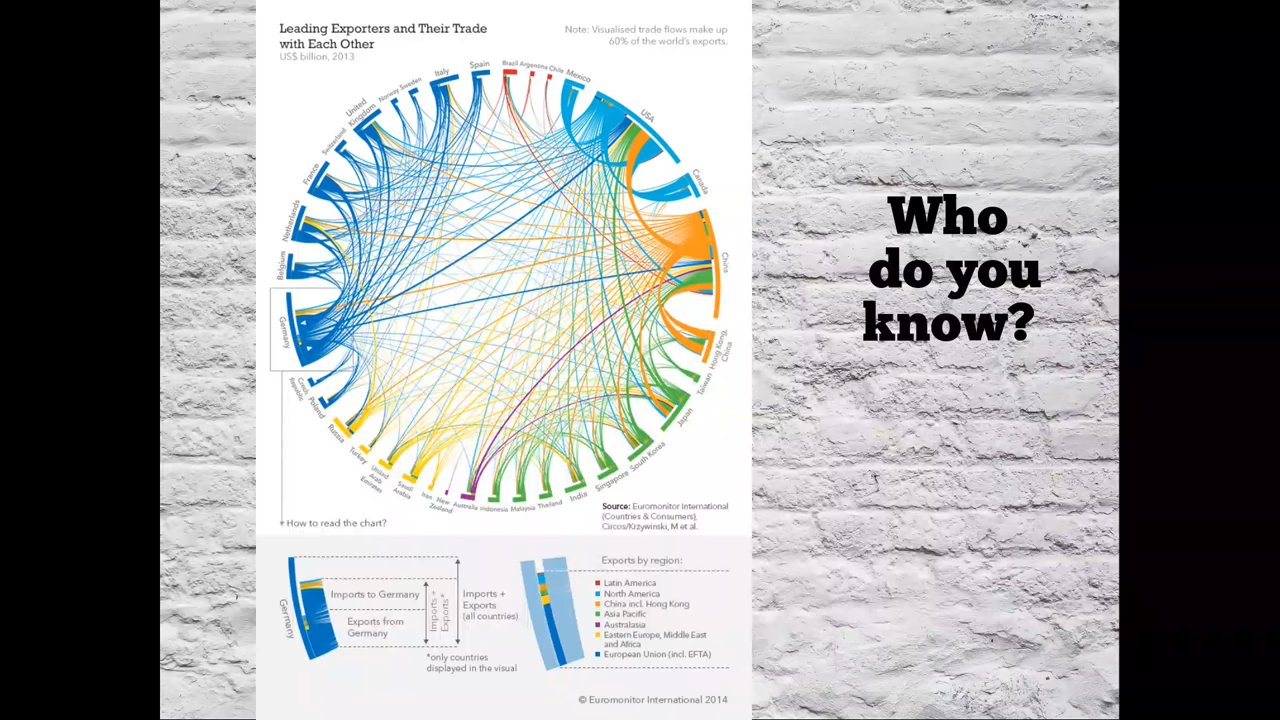 Leading Exporters and Their Trade
with Each Other
US$ billion, 2013
Note: Visualised trade flows make up
60% of the world's exports.
Spain
Brazil
Argentina
Chile
Mexico
USA
Canada
China
Hong Kong,
China
Taiwan
Japan
South Korea
Singapore
India
Thailand
Malaysia
Indonesia
Australia
New
Zealand
Iran
Saudi
Arabia
United
Arab
Emirates
Turkey
Russia
Poland
Czech
Republic
Germany
Belgium
Netherlands
France
Switzerland
United
Kingdom
Norway
Sweden
Italy
Who
do you
know?
Source: Euromonitor International
(Countries & Consumers),
Circos/Krzywinski, M et al.
* How to read the chart?
Germany
Imports to Germany
Exports from
Germany
Imports +
Exports*
Imports +
Exports
(all countries)
*only countries
displayed in the visual
Exports by region:
Latin America
North America
China incl. Hong Kong
Asia Pacific
Australasia
Eastern Europe, Middle East
and Africa
European Union (incl. EFTA)
© Euromonitor International 2014